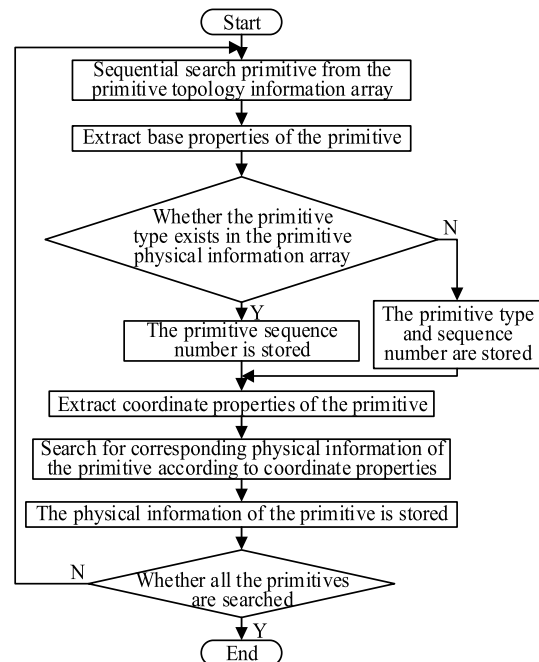 Start
Sequential search primitive from the
primitive topology information array
Extract base properties of the primitive
Whether the primitive
type exists in the primitive
physical information array
N
Y
The primitive sequence
number is stored
The primitive type
and sequence
number are stored
Extract coordinate properties of the primitive
Search for corresponding physical information of
the primitive according to coordinate properties
The physical information of the primitive is stored
N
Whether all the primitives
are searched
Y
End